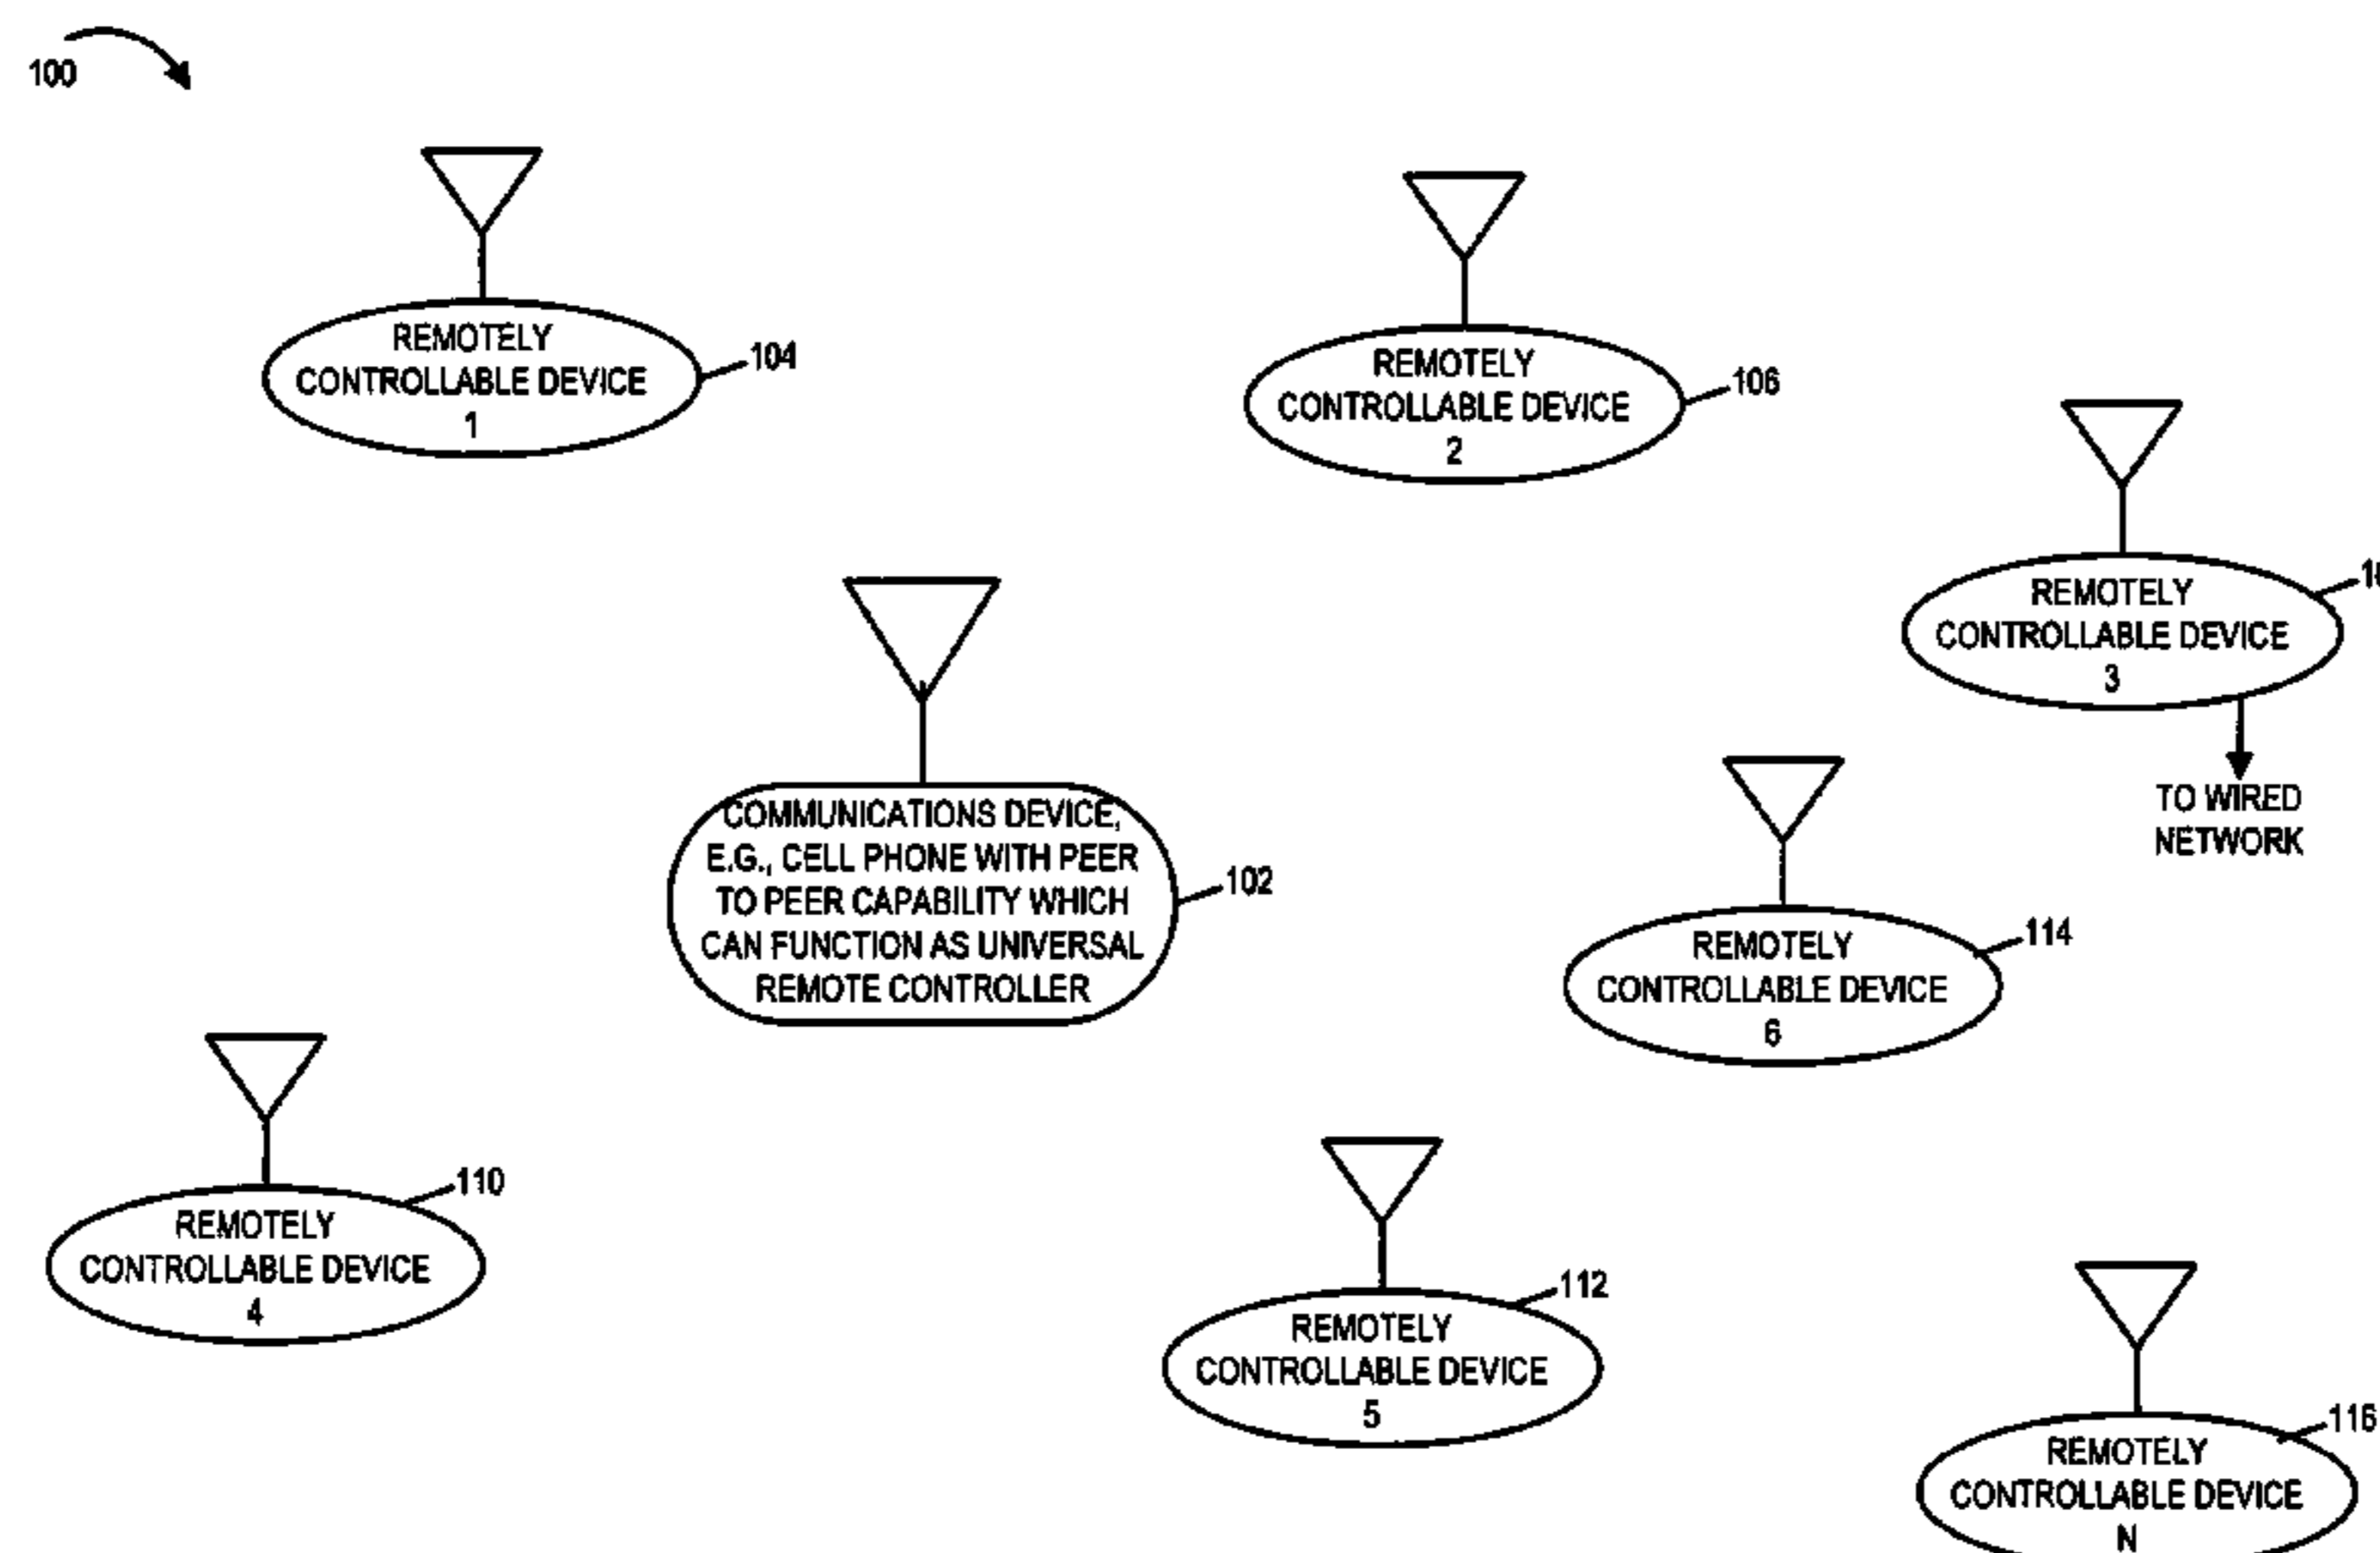 100
REMOTELY
CONTROLLABLE DEVICE
1
104
REMOTELY
CONTROLLABLE DEVICE
2
106
REMOTELY
CONTROLLABLE DEVICE
3
TO WIRED
NETWORK
COMMUNICATIONS DEVICE,
E.G., CELL PHONE WITH PEER
TO PEER CAPABILITY WHICH
CAN FUNCTION AS UNIVERSAL
REMOTE CONTROLLER
102
REMOTELY
CONTROLLABLE DEVICE
6
114
REMOTELY
CONTROLLABLE DEVICE
4
110
REMOTELY
CONTROLLABLE DEVICE
5
112
REMOTELY
CONTROLLABLE DEVICE
N
116